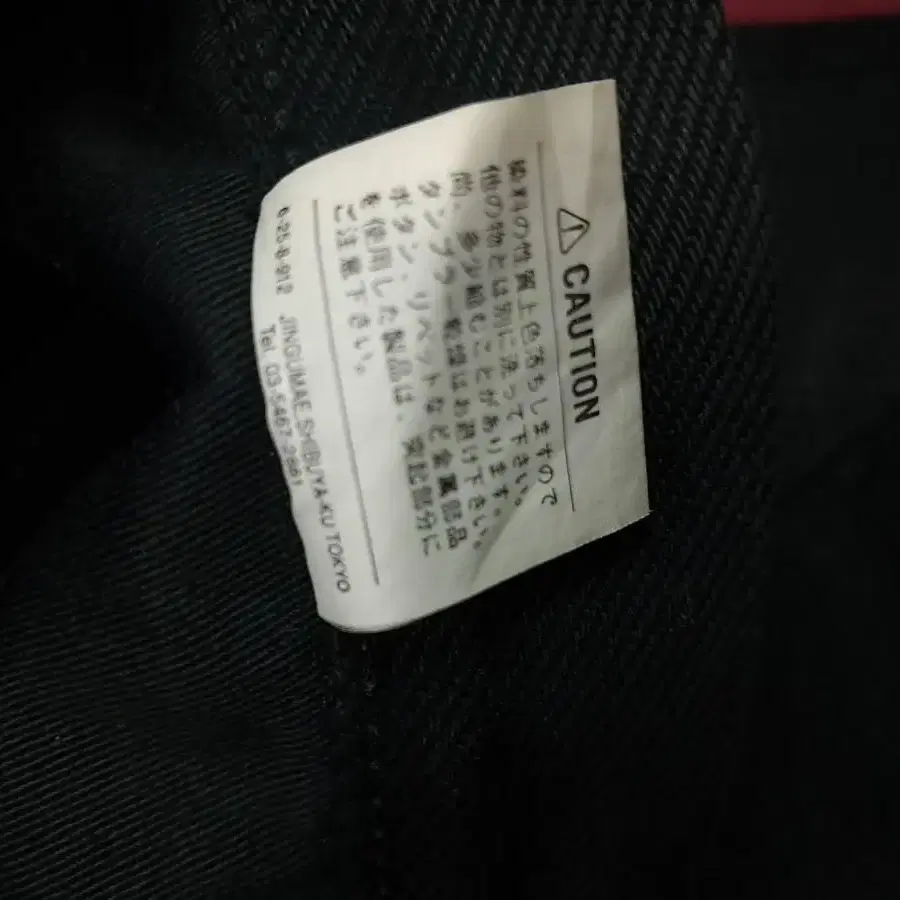 ⚠ CAUTION
染料の性質上色落ちしますので
他の物とは別に洗って下さい。
尚、多少縮むことがあります。
タンブラー乾燥はお避け下さい。
ボタン、リベットなど金属部品
を使用した製品は、突起部分に
ご注意下さい。
6-25-8-912 JINGUMAE SHIBUYA-KU TOKYO
Tel. 03-5467-2861